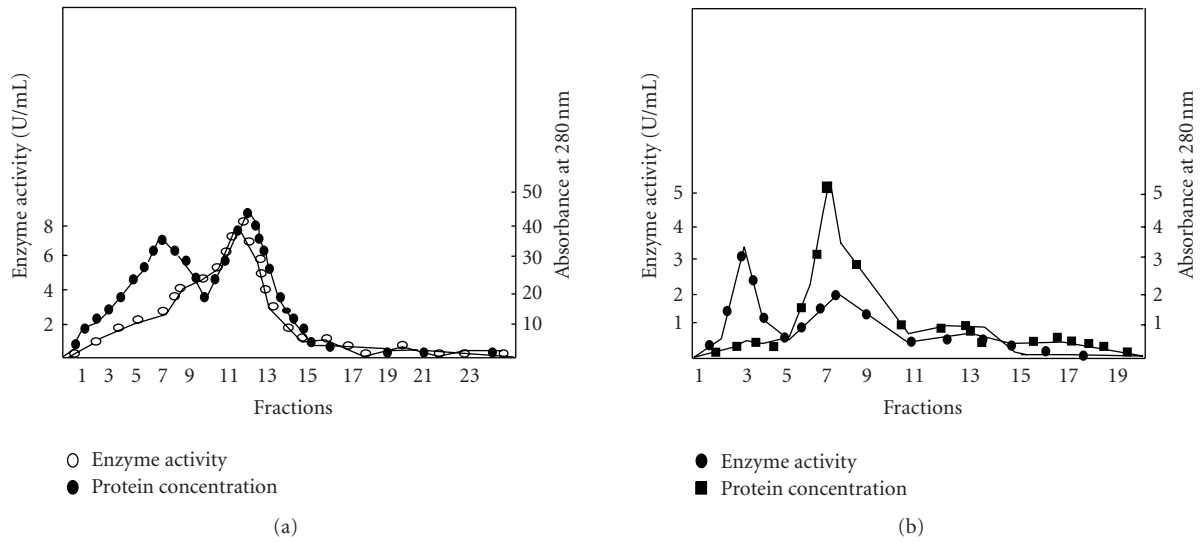 Enzyme activity (U/mL)
8
6
4
2
50
40
30
20
10
Absorbance at 280 nm
1 3 5 7 9 11 13 15 17 19 21 23
Fractions
Enzyme activity
Protein concentration
(a)
Enzyme activity (U/mL)
5
4
3
2
1
5
4
3
2
1
Absorbance at 280 nm
1 3 5 7 9 11 13 15 17 19
Fractions
Enzyme activity
Protein concentration
(b)